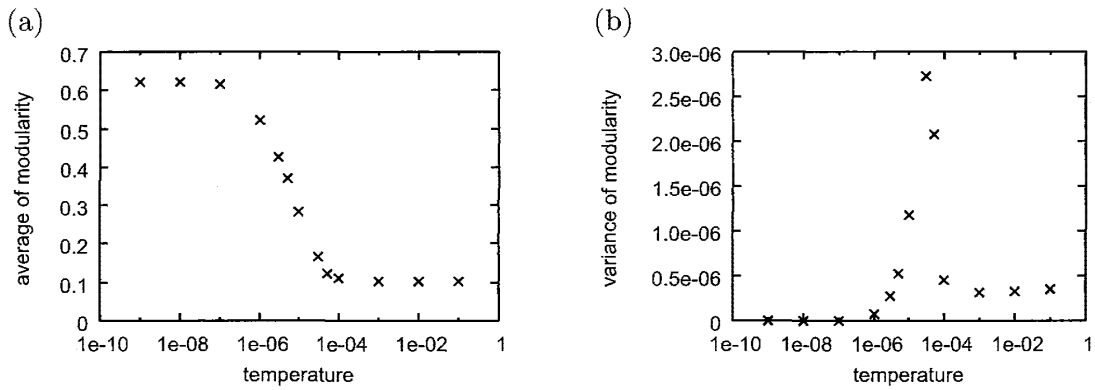 (a)
0.7
0.6
0.5
0.4
0.3
0.2
0.1
0
1e-10 1e-08 1e-06 1e-04 1e-02 1
average of modularity
temperature
(b)
3.0e-06
2.5e-06
2.0e-06
1.5e-06
1.0e-06
0.5e-06
0
1e-10 1e-08 1e-06 1e-04 1e-02 1
variance of modularity
temperature